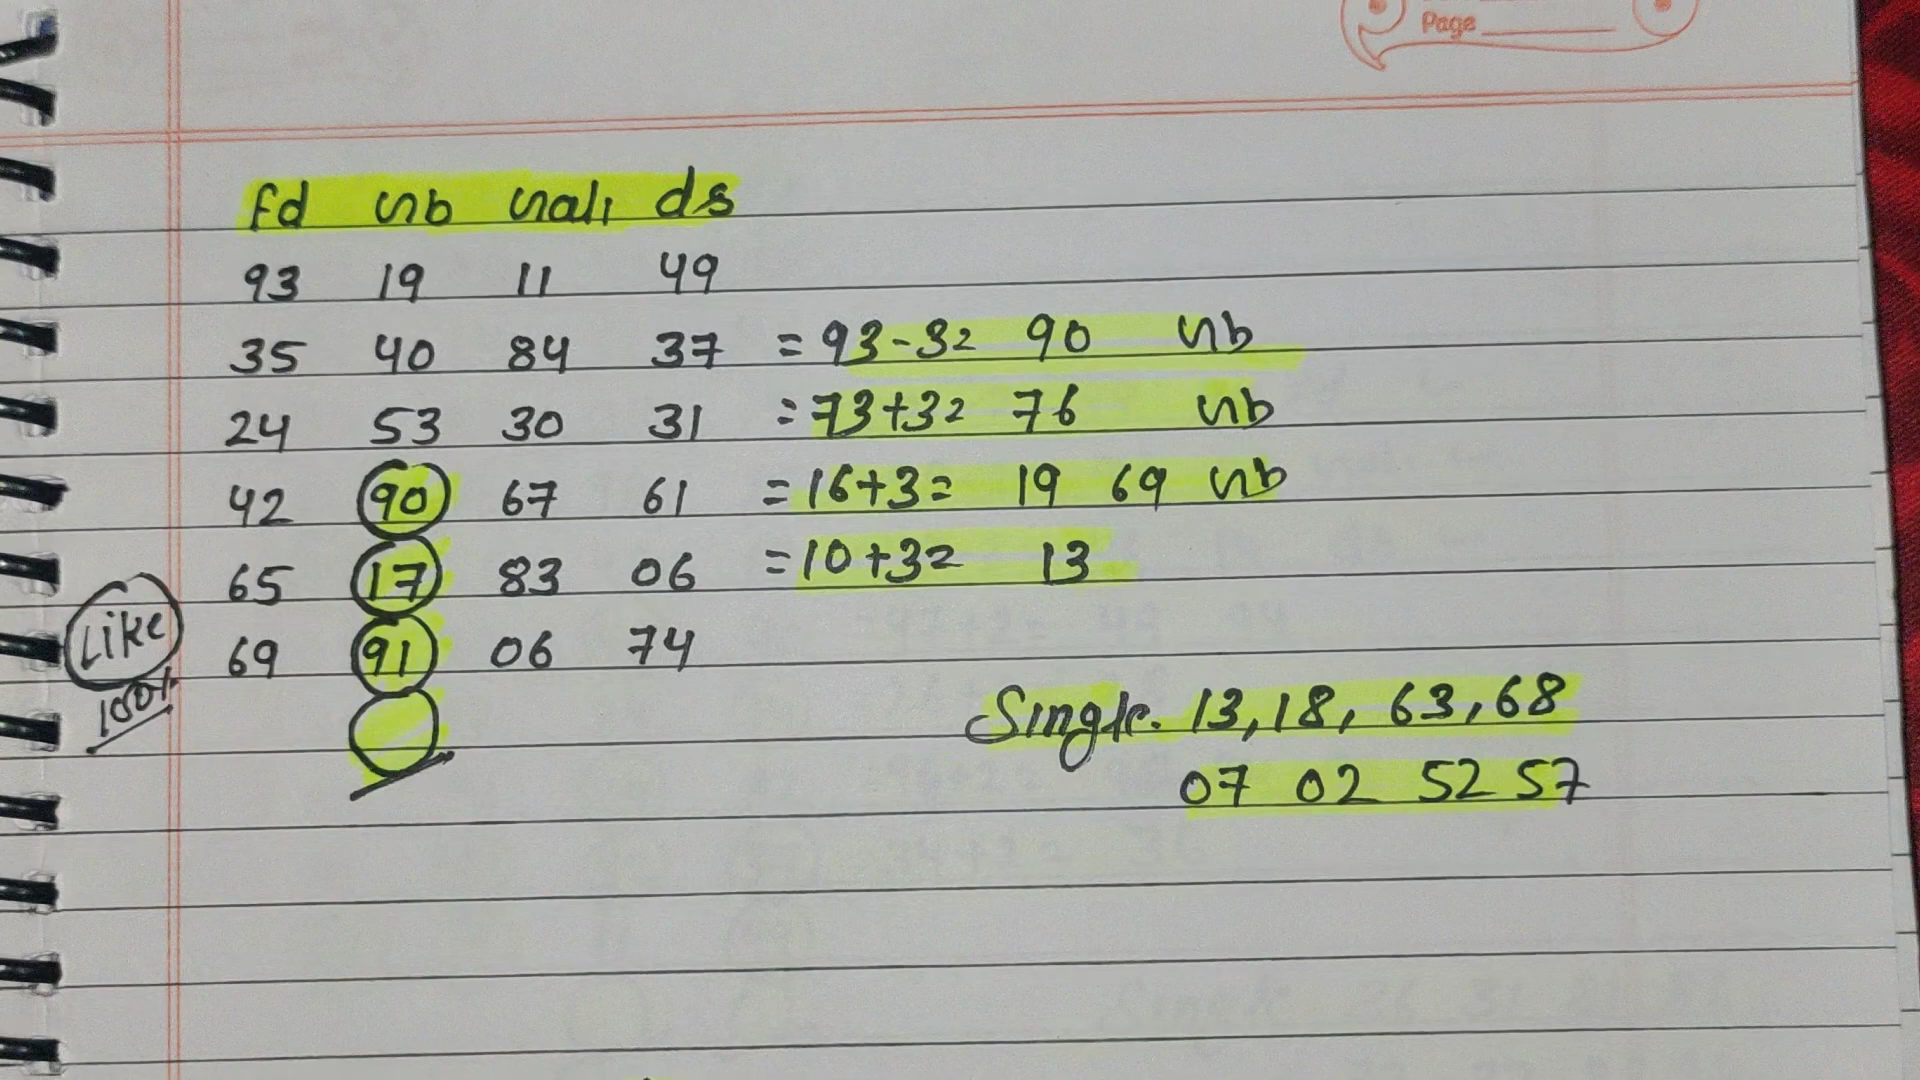 Page
fd gb gali ds
93 19 11 49
35 40 84 37 = 93-3= 90 gb
24 53 30 31 = 73+3= 76 gb
42 90 67 61 = 16+3= 19 69 gb
65 17 83 06 = 10+3= 13
69 91 06 74
Like
100%
Single. 13, 18, 63, 68
07 02 52 57